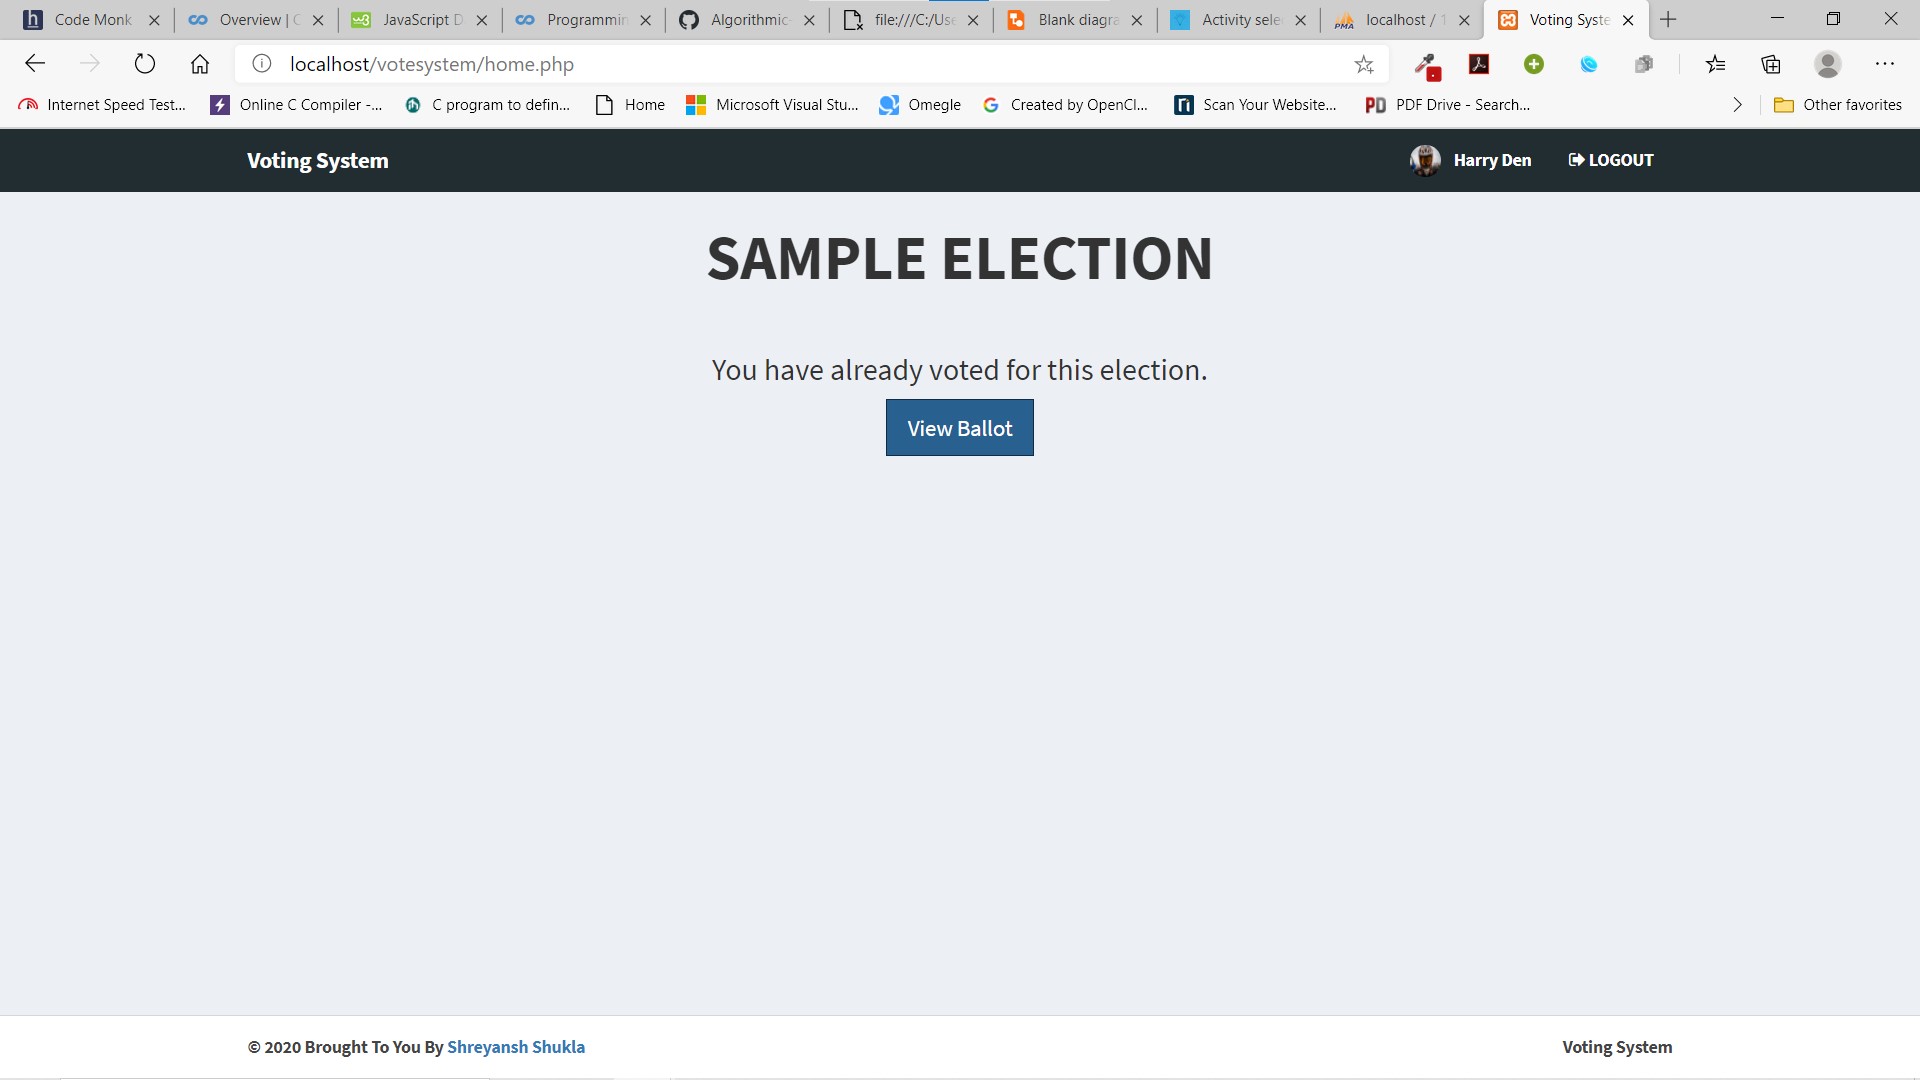 Code Monk
Overview | C
JavaScript D
Programmin
Algorithmic-
file:///C:/Use
Blank diagra
Activity sele
localhost / 1
Voting Syste
localhost/votesystem/home.php
Internet Speed Test...
Online C Compiler -...
C program to defin...
Home
Microsoft Visual Stu...
Omegle
Created by OpenCl...
Scan Your Website...
PDF Drive - Search...
Other favorites
Voting System
Harry Den
LOGOUT
SAMPLE ELECTION
You have already voted for this election.
View Ballot
© 2020 Brought To You By Shreyansh Shukla
Voting System